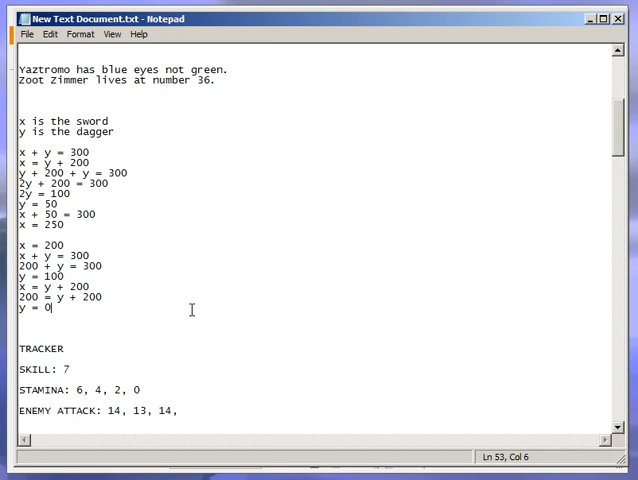 New Text Document.txt - Notepad
File Edit Format View Help
Yaztromo has blue eyes not green.
Zoot Zimmer lives at number 36.
x is the sword
y is the dagger
x + y = 300
x = y + 200
y + 200 + y = 300
2y + 200 = 300
2y = 100
y = 50
x + 50 = 300
x = 250
x = 200
x + y = 300
200 + y = 300
y = 100
x = y + 200
200 = y + 200
y = 0
TRACKER
SKILL: 7
STAMINA: 6, 4, 2, 0
ENEMY ATTACK: 14, 13, 14,
Ln 53, Col 6